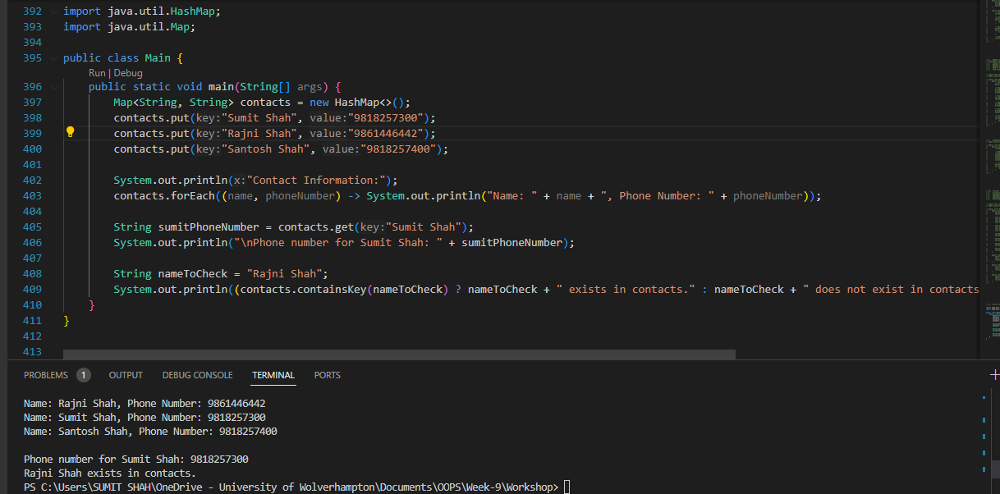 392 import java.util.HashMap;
393 import java.util.Map;
394
395 public class Main {
Run | Debug
396 public static void main(String[] args) {
397 Map<String, String> contacts = new HashMap<>();
398 contacts.put(key:"Sumit Shah", value:"9818257300");
399 contacts.put(key:"Rajni Shah", value:"9861446442");
400 contacts.put(key:"Santosh Shah", value:"9818257400");
401
402 System.out.println(x:"Contact Information:");
403 contacts.forEach((name, phoneNumber) -> System.out.println("Name: " + name + ", Phone Number: " + phoneNumber));
404
405 String sumitPhoneNumber = contacts.get(key:"Sumit Shah");
406 System.out.println("\nPhone number for Sumit Shah: " + sumitPhoneNumber);
407
408 String nameToCheck = "Rajni Shah";
409 System.out.println((contacts.containsKey(nameToCheck) ? nameToCheck + " exists in contacts." : nameToCheck + " does not exist in contacts
410 }
411 }
412
413
PROBLEMS 1 OUTPUT DEBUG CONSOLE TERMINAL PORTS
Name: Rajni Shah, Phone Number: 9861446442
Name: Sumit Shah, Phone Number: 9818257300
Name: Santosh Shah, Phone Number: 9818257400
Phone number for Sumit Shah: 9818257300
Rajni Shah exists in contacts.
PS C:\Users\SUMIT SHAH\OneDrive - University of Wolverhampton\Documents\OOPS\Week-9\Workshop>